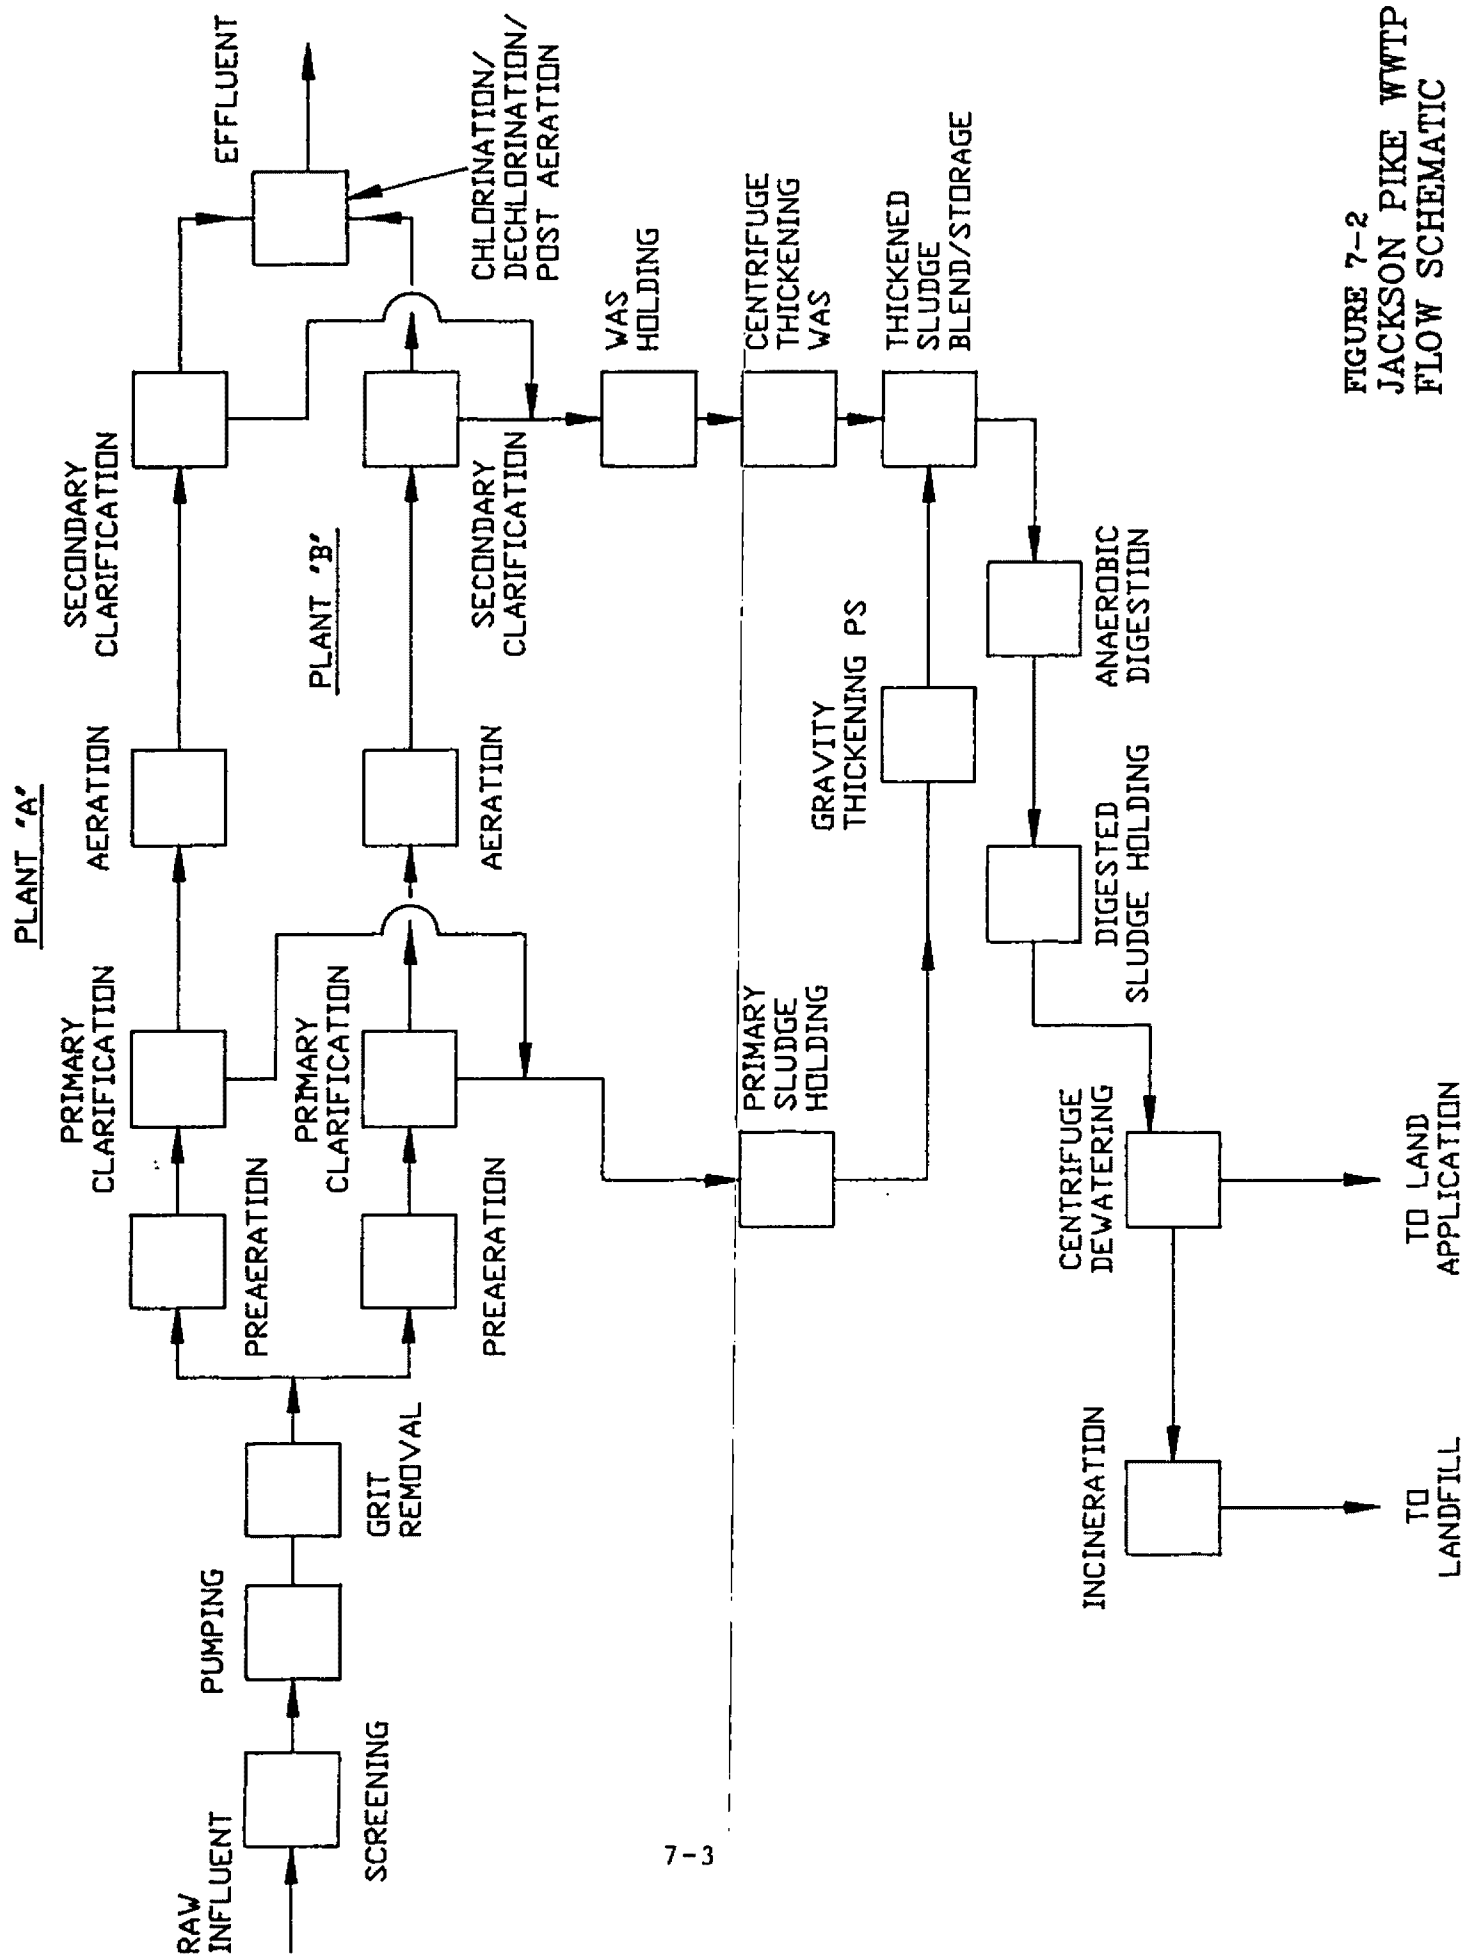 PLANT "A"
RAW
INFLUENT
SCREENING
PUMPING
GRIT
REMOVAL
PREAERATION
PRIMARY
CLARIFICATION
AERATION
SECONDARY
CLARIFICATION
EFFLUENT
CHLORINATION/
DECHLORINATION/
POST AERATION
PLANT "B"
PREAERATION
PRIMARY
CLARIFICATION
AERATION
SECONDARY
CLARIFICATION
WAS
HOLDING
PRIMARY
SLUDGE
HOLDING
CENTRIFUGE
THICKENING
WAS
GRAVITY
THICKENING PS
THICKENED
SLUDGE
BLEND/STORAGE
ANAEROBIC
DIGESTION
DIGESTED
SLUDGE HOLDING
CENTRIFUGE
DEWATERING
INCINERATION
TO
LANDFILL
TO LAND
APPLICATION
FIGURE 7-2
JACKSON PIKE WWTP
FLOW SCHEMATIC
7-3